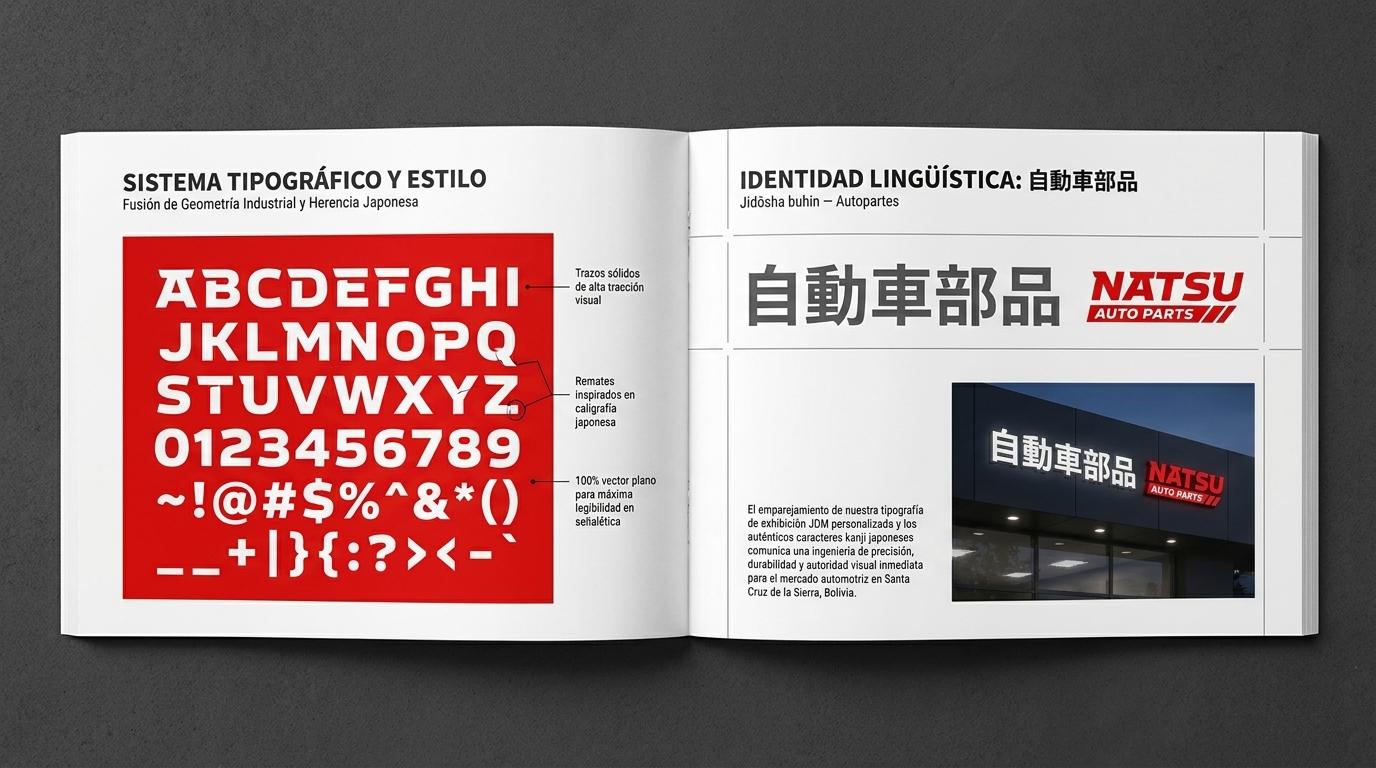 SISTEMA TIPOGRÁFICO Y ESTILO
Fusión de Geometría Industrial y Herencia Japonesa
ABCDEFGHI
JKLMNOPQ
STUVWXYZ
0123456789
~!@#$%^&*()
__+|}{:?><-`
Trazos sólidos
de alta tracción
visual
Remates
inspirados en
caligrafía
japonesa
100% vector plano
para máxima
legibilidad en
señalética
IDENTIDAD LINGÜÍSTICA: 自動車部品
Jidōsha buhin — Autopartes
自動車部品
NATSU
AUTO PARTS
El emparejamiento de nuestra tipografía
de exhibición JDM personalizada y los
auténticos caracteres kanji japoneses
comunica una ingeniería de precisión,
durabilidad y autoridad visual inmediata
para el mercado automotriz en Santa
Cruz de la Sierra, Bolivia.
自動車部品
NATSU
AUTO PARTS